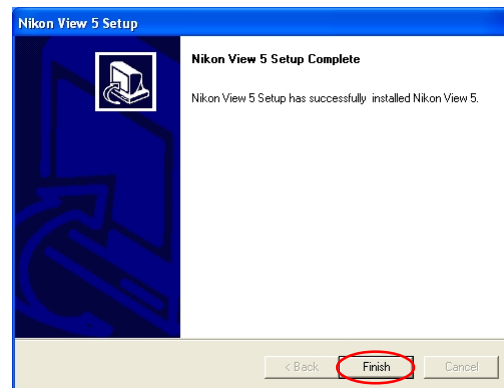 Nikon View 5 Setup
Nikon View 5 Setup Complete
Nikon View 5 Setup has successfully installed Nikon View 5.
< Back Finish Cancel